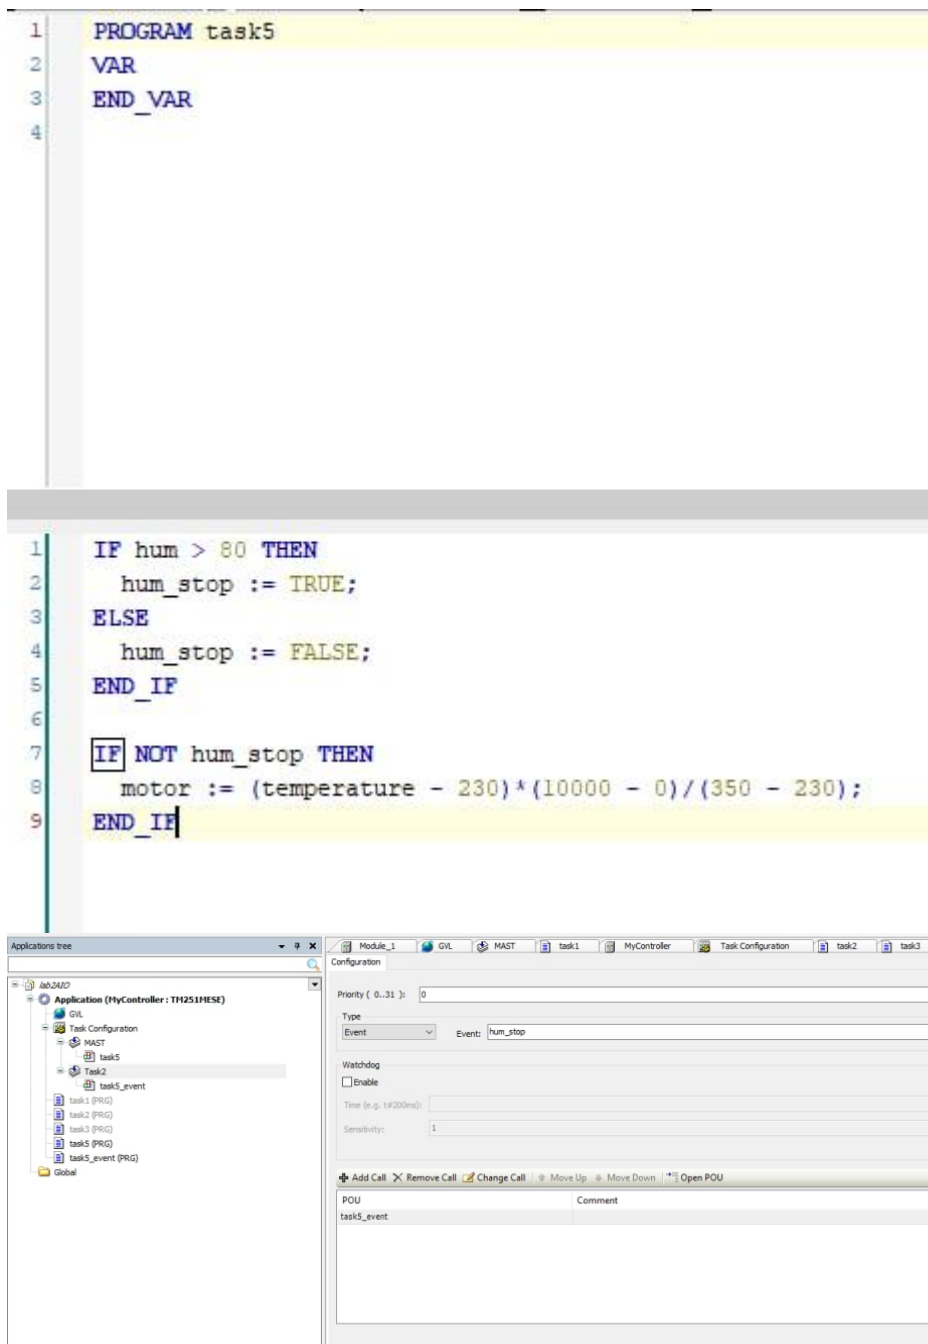 1 PROGRAM task5
2 VAR
3 END_VAR
4
1 IF hum > 80 THEN
2 hum_stop := TRUE;
3 ELSE
4 hum_stop := FALSE;
5 END_IF
6
7 IF NOT hum_stop THEN
8 motor := (temperature - 230)*(10000 - 0)/(350 - 230);
9 END_IF
Applications tree
lab2AIO
Application (MyController : TM251MESE)
GVL
Task Configuration
MAST
task5
Task2
task5_event
task1 (PRG)
task2 (PRG)
task3 (PRG)
task5 (PRG)
task5_event (PRG)
Global
Module_1 GVL MAST task1 MyController Task Configuration task2 task3
Configuration
Priority ( 0..31 ): 0
Type
Event Event: hum_stop
Watchdog
Enable
Time (e.g. t#200ms):
Sensitivity: 1
Add Call Remove Call Change Call Move Up Move Down Open POU
POU Comment
task5_event